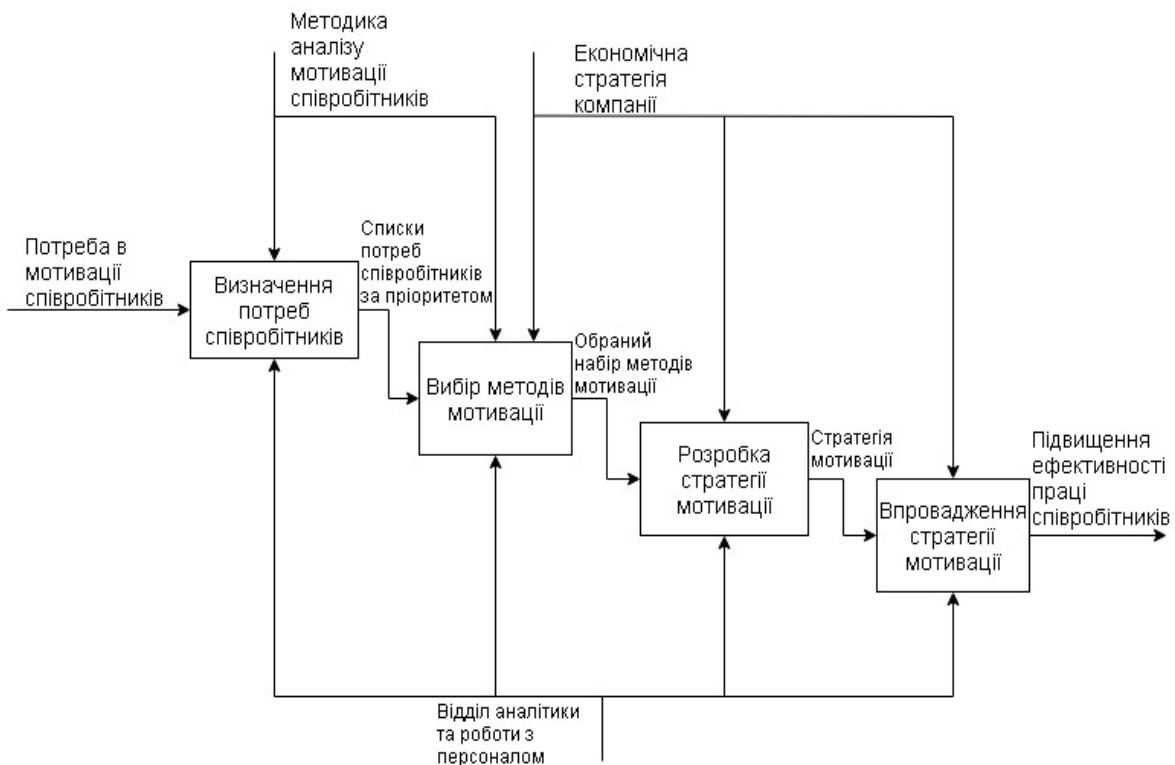 Методика
аналізу
мотивації
співробітників
Економічна
стратегія
компанії
Потреба в
мотивації
співробітників
Визначення
потреб
співробітників
Списки
потреб
співробітників
за пріоритетом
Вибір методів
мотивації
Обраний
набір методів
мотивації
Розробка
стратегії
мотивації
Стратегія
мотивації
Впровадження
стратегії
мотивації
Підвищення
ефективності
праці
співробітників
Відділ аналітики
та роботи з
персоналом